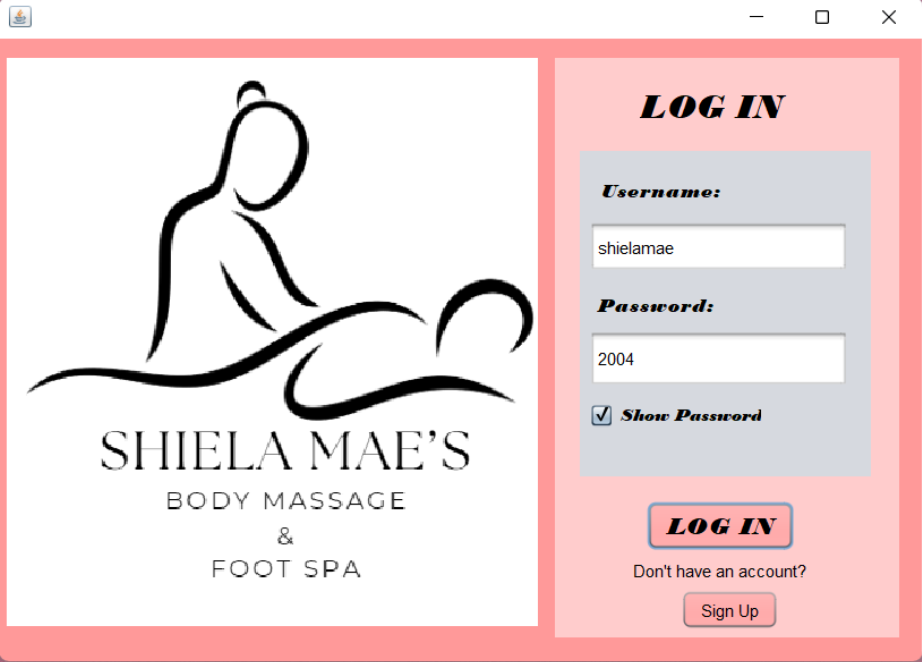 SHIELA MAE'S
BODY MASSAGE
&
FOOT SPA
LOG IN
Username:
shielamae
Password:
2004
Show Password
LOG IN
Don't have an account?
Sign Up